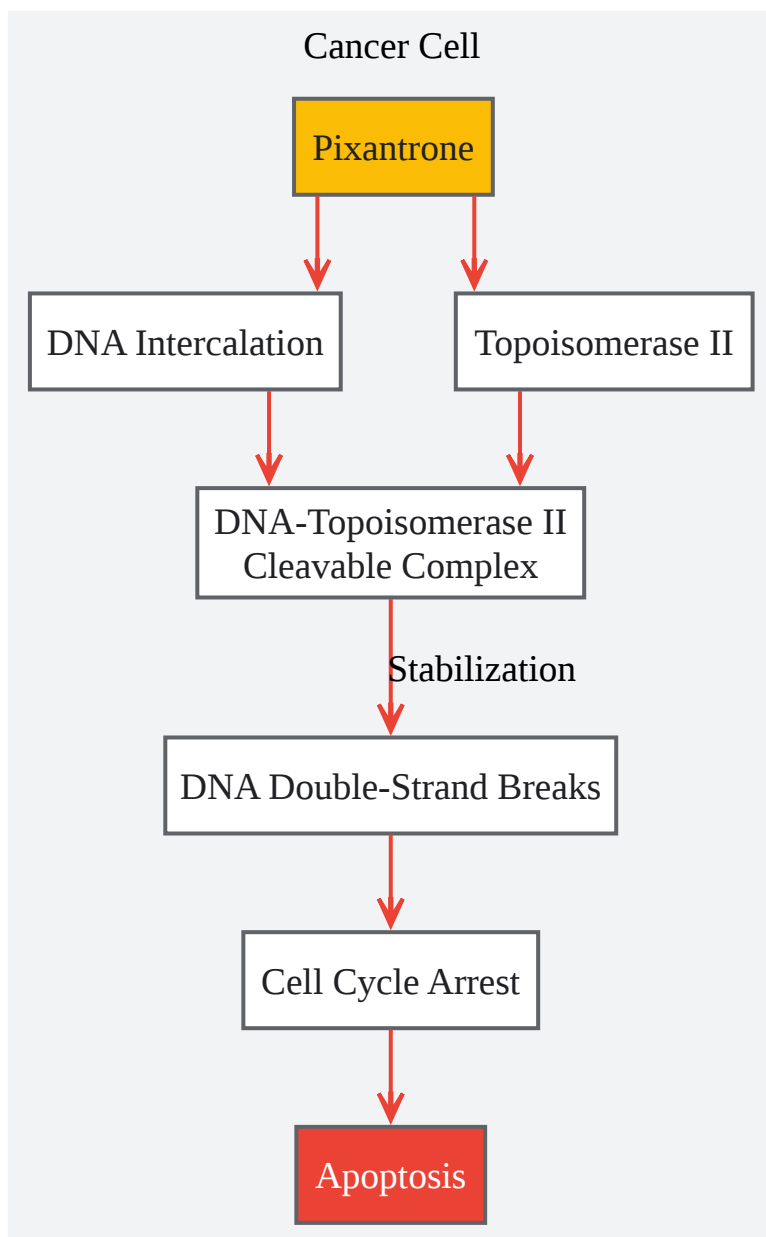 Cancer Cell
Pixantrone
DNA Intercalation
Topoisomerase II
DNA-Topoisomerase II
Cleavable Complex
Stabilization
DNA Double-Strand Breaks
Cell Cycle Arrest
Apoptosis